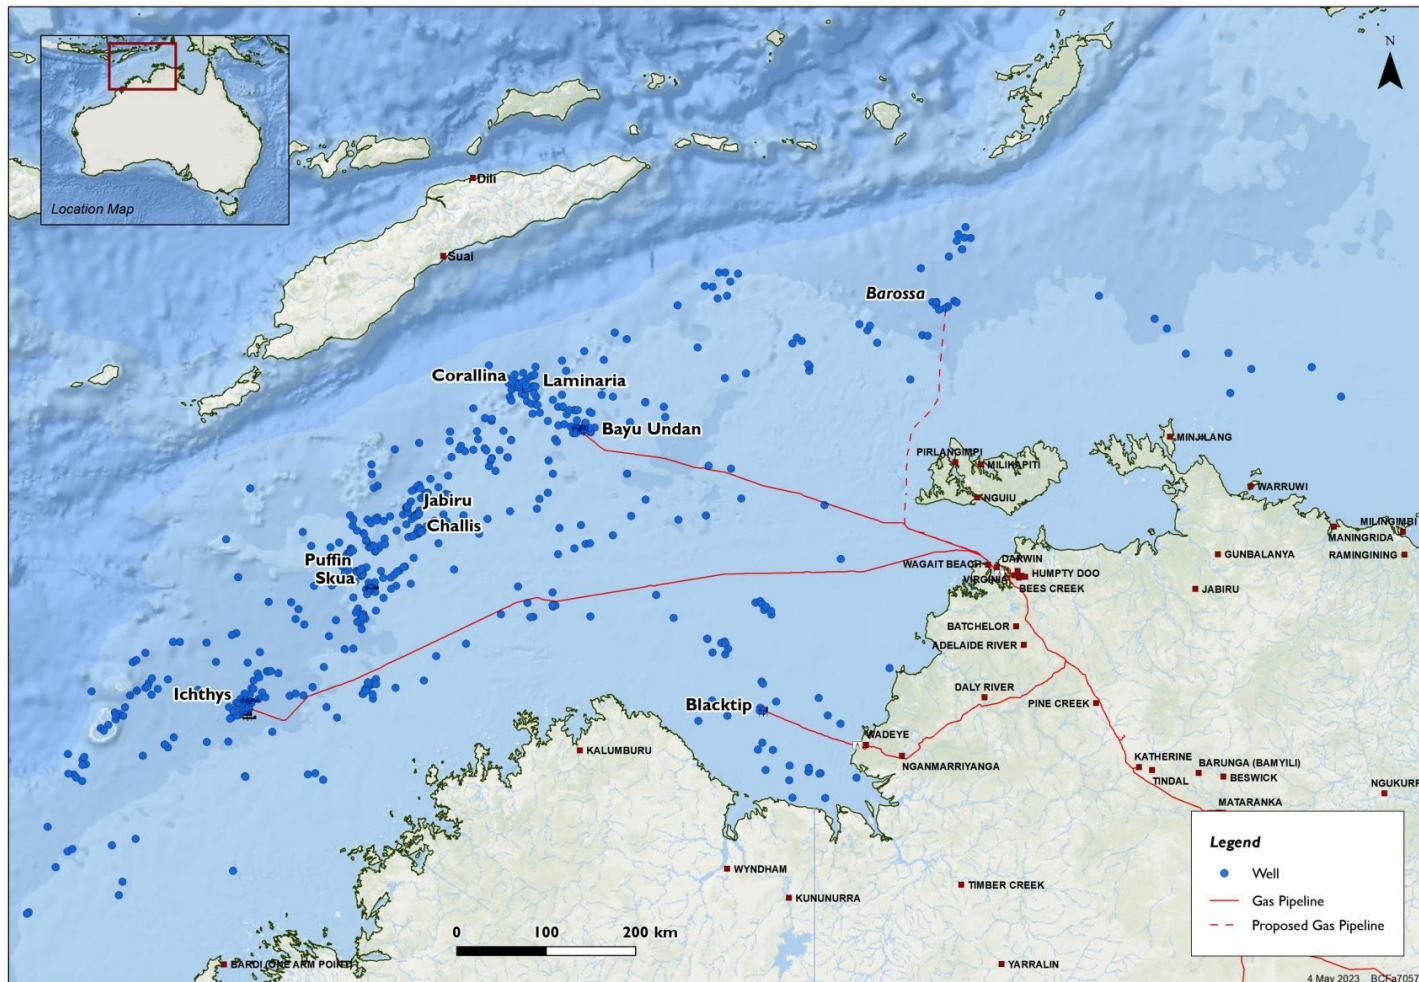 N
Location Map
Dili
Suai
Barossa
Corallina
Laminaria
Bayu Undan
MINJILANG
PIRLANGIMPI
MILIKAPITI
WARRUWI
NGUIU
Jabiru
Challis
MILINGIMBI
MANINGRIDA
Puffin
Skua
GUNBALANYA
RAMINGINING
WAGAIT BEACH
DARWIN
VIRGINIA
HUMPTY DOO
BEES CREEK
JABIRU
BATCHELOR
ADELAIDE RIVER
Ichthys
DALY RIVER
PINE CREEK
Blacktip
WADEYE
KALUMBURU
NGANMARRIYANGA
KATHERINE
TINDAL
BARUNGA (BAMYILI)
BESWICK
NGUKURR
MATARANKA
Legend
Well
Gas Pipeline
Proposed Gas Pipeline
WYNDHAM
KUNUNURRA
TIMBER CREEK
0 100 200 km
BARDI (ONE ARM POINT)
YARRALIN
4 May 2023 BCFa7057